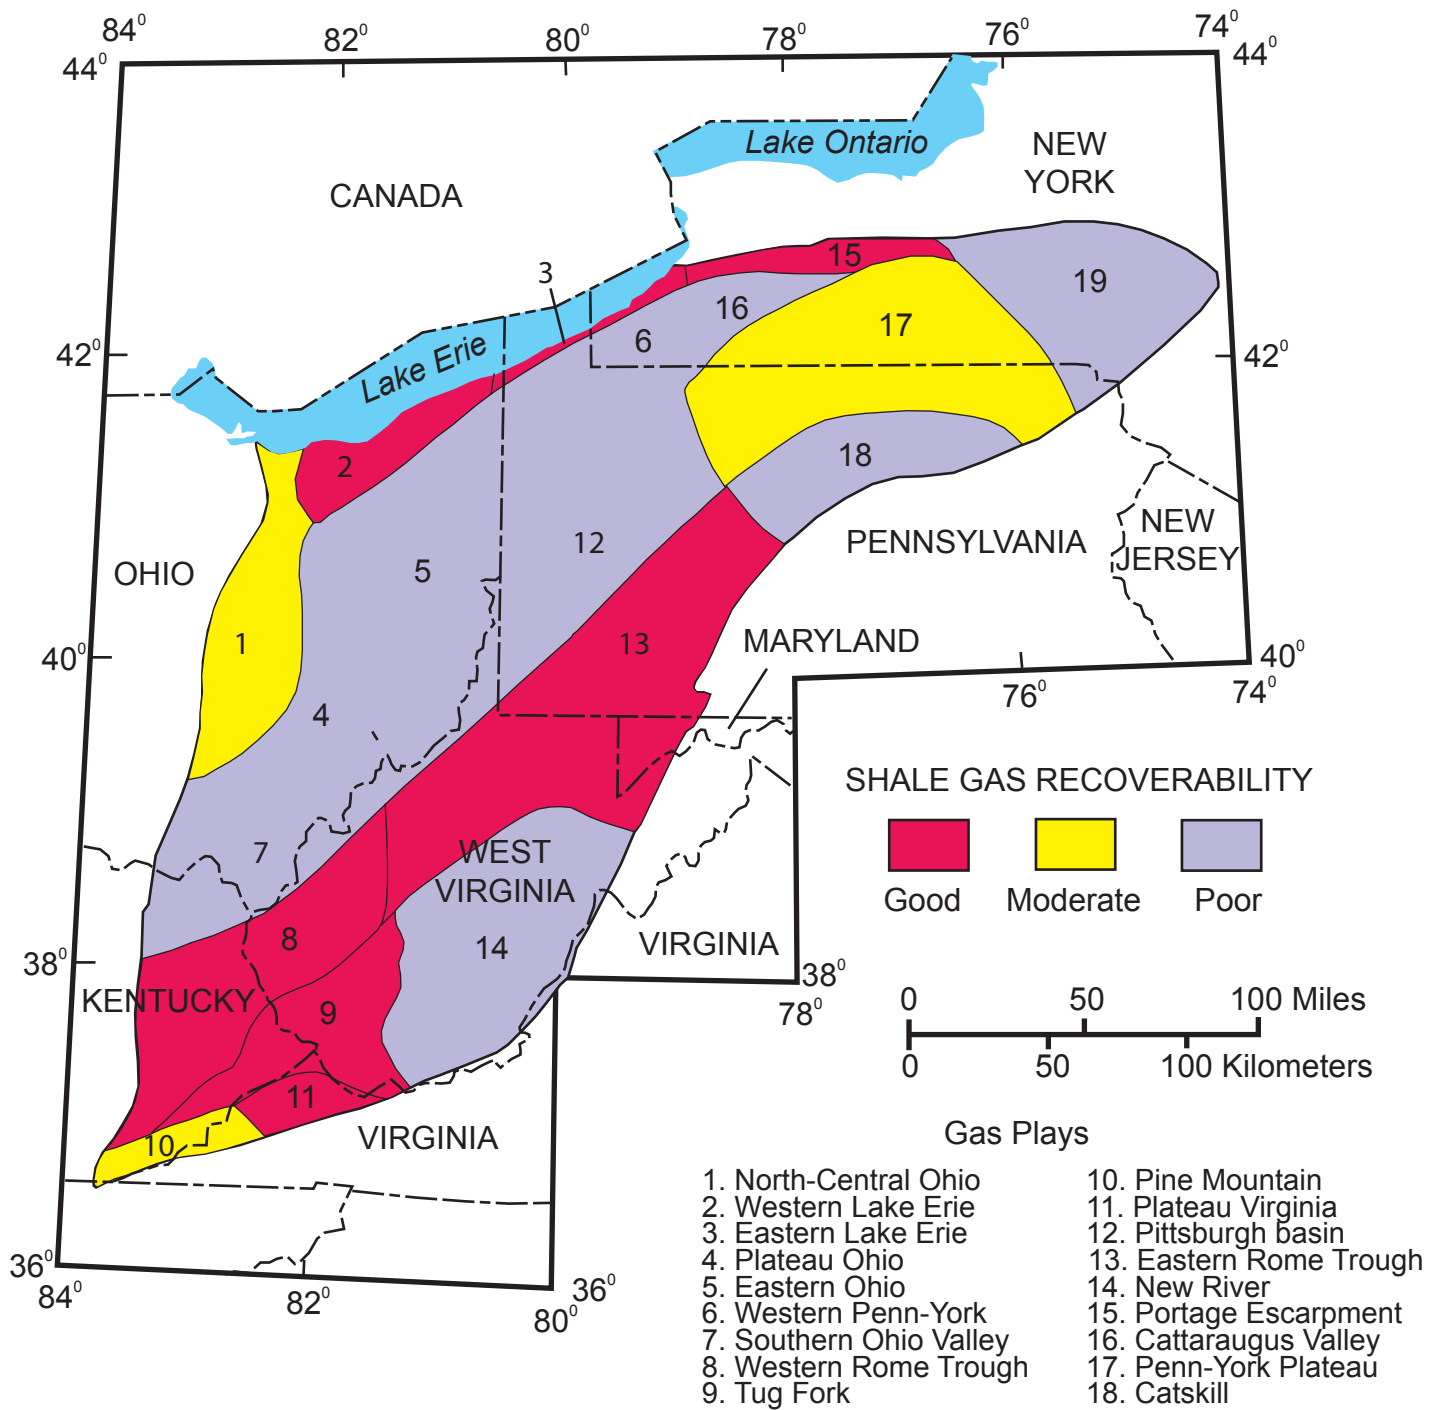 84⁰
82⁰
80⁰
78⁰
76⁰
74⁰
44⁰
44⁰
Lake Ontario
NEW
YORK
CANADA
15
3
19
16
17
6
42⁰
42⁰
Lake Erie
2
18
12
NEW
JERSEY
PENNSYLVANIA
OHIO
5
1
13
MARYLAND
40⁰
40⁰
76⁰
74⁰
4
SHALE GAS RECOVERABILITY
Good
Moderate
Poor
7
WEST
VIRGINIA
8
14
VIRGINIA
38⁰
38⁰
78⁰
KENTUCKY
9
0
50
100 Miles
0
50
100 Kilometers
11
10
VIRGINIA
36⁰
84⁰
82⁰
36⁰
80⁰
Gas Plays
1. North-Central Ohio
2. Western Lake Erie
3. Eastern Lake Erie
4. Plateau Ohio
5. Eastern Ohio
6. Western Penn-York
7. Southern Ohio Valley
8. Western Rome Trough
9. Tug Fork
10. Pine Mountain
11. Plateau Virginia
12. Pittsburgh basin
13. Eastern Rome Trough
14. New River
15. Portage Escarpment
16. Cattaraugus Valley
17. Penn-York Plateau
18. Catskill